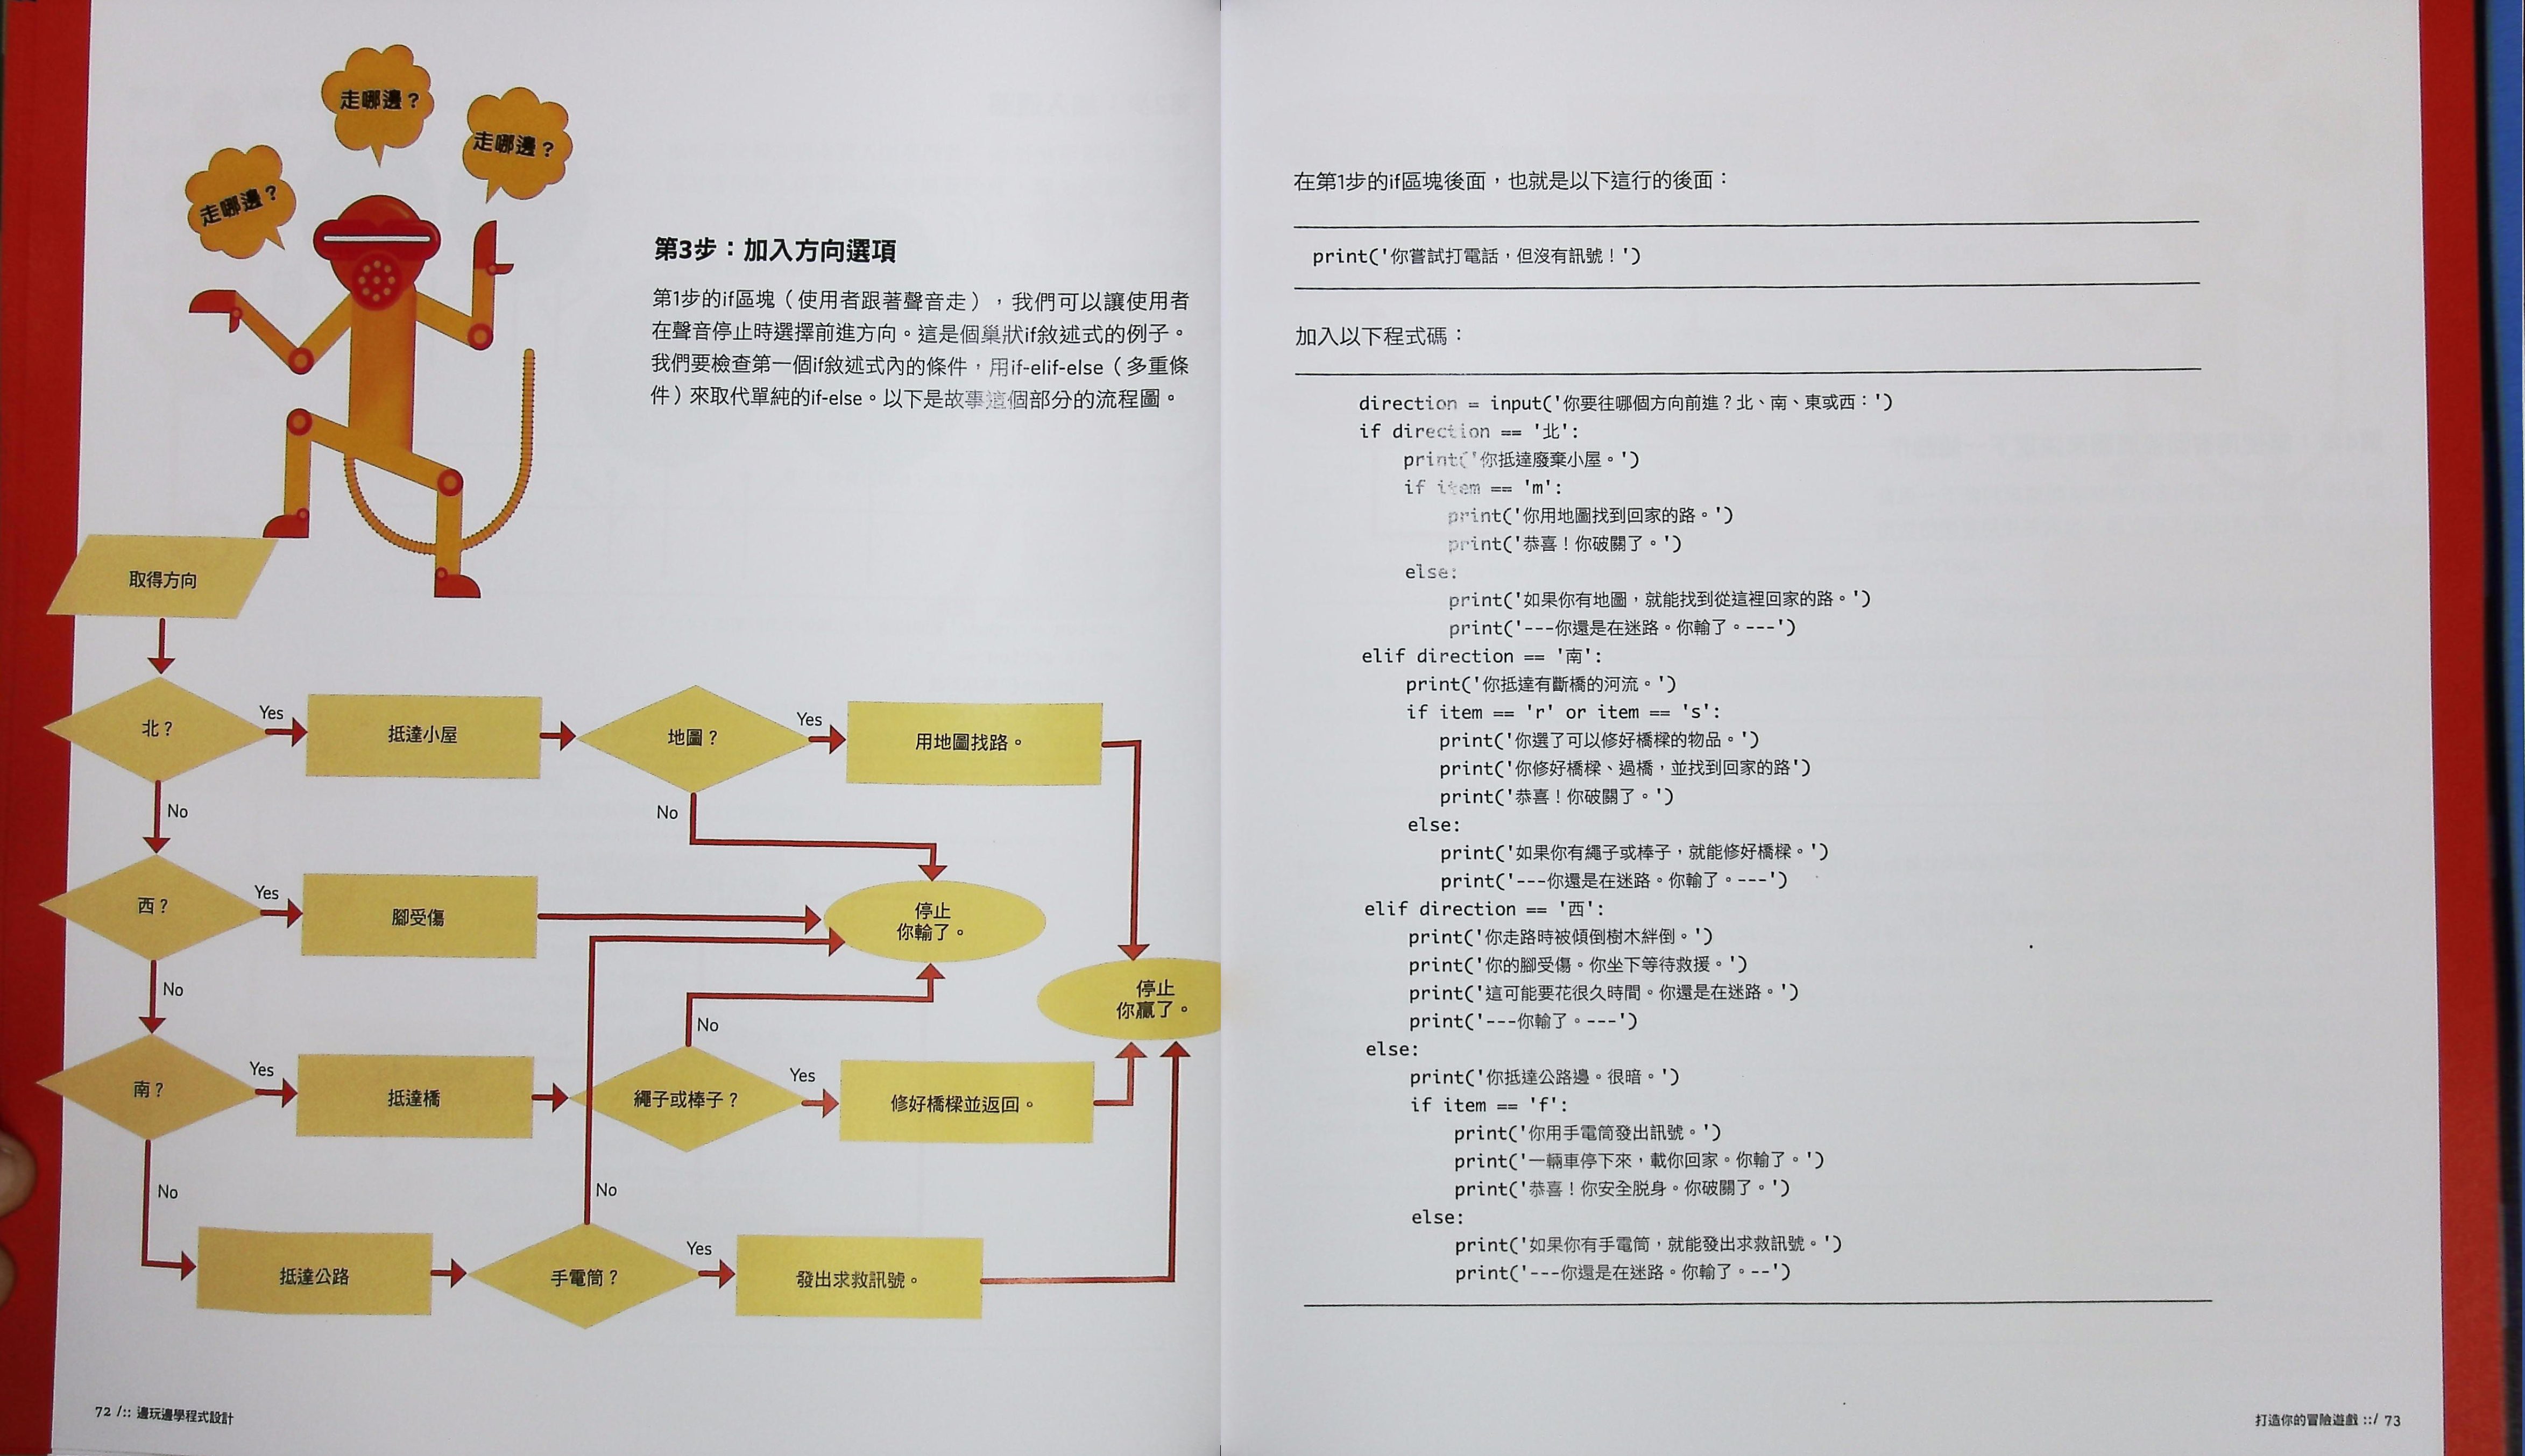 走哪邊？
走哪邊？
走哪邊？
第3步：加入方向選項
第1步的if區塊（使用者跟著聲音走），我們可以讓使用者
在聲音停止時選擇前進方向。這是個巢狀if敘述式的例子。
我們要檢查第一個if敘述式內的條件，用if-elif-else（多重條
件）來取代單純的if-else。以下是故事這個部分的流程圖。
取得方向
北？
Yes
抵達小屋
地圖？
Yes
用地圖找路。
No
No
西？
Yes
腳受傷
停止
你輸了。
No
停止
你贏了。
No
南？
Yes
抵達橋
繩子或棒子？
Yes
修好橋樑並返回。
No
No
抵達公路
手電筒？
Yes
發出求救訊號。
72 /:: 邊玩邊學程式設計
在第1步的if區塊後面，也就是以下這行的後面：
print('你嘗試打電話，但沒有訊號！')
加入以下程式碼：
direction = input('你要往哪個方向前進？北、南、東或西：')
if direction == '北':
    print('你抵達廢棄小屋。')
    if item == 'm':
        print('你用地圖找到回家的路。')
        print('恭喜！你破關了。')
    else:
        print('如果你有地圖，就能找到從這裡回家的路。')
        print('---你還是在迷路。你輸了。---')
elif direction == '南':
    print('你抵達有斷橋的河流。')
    if item == 'r' or item == 's':
        print('你選了可以修好橋樑的物品。')
        print('你修好橋樑、過橋，並找到回家的路')
        print('恭喜！你破關了。')
    else:
        print('如果你有繩子或棒子，就能修好橋樑。')
        print('---你還是在迷路。你輸了。---')
elif direction == '西':
    print('你走路時被傾倒樹木絆倒。')
    print('你的腳受傷。你坐下等待救援。')
    print('這可能要花很久時間。你還是在迷路。')
    print('---你輸了。---')
else:
    print('你抵達公路邊。很暗。')
    if item == 'f':
        print('你用手電筒發出訊號。')
        print('一輛車停下來，載你回家。你輸了。')
        print('恭喜！你安全脱身。你破關了。')
    else:
        print('如果你有手電筒，就能發出求救訊號。')
        print('---你還是在迷路。你輸了。--')
打造你的冒險遊戲 ::/ 73